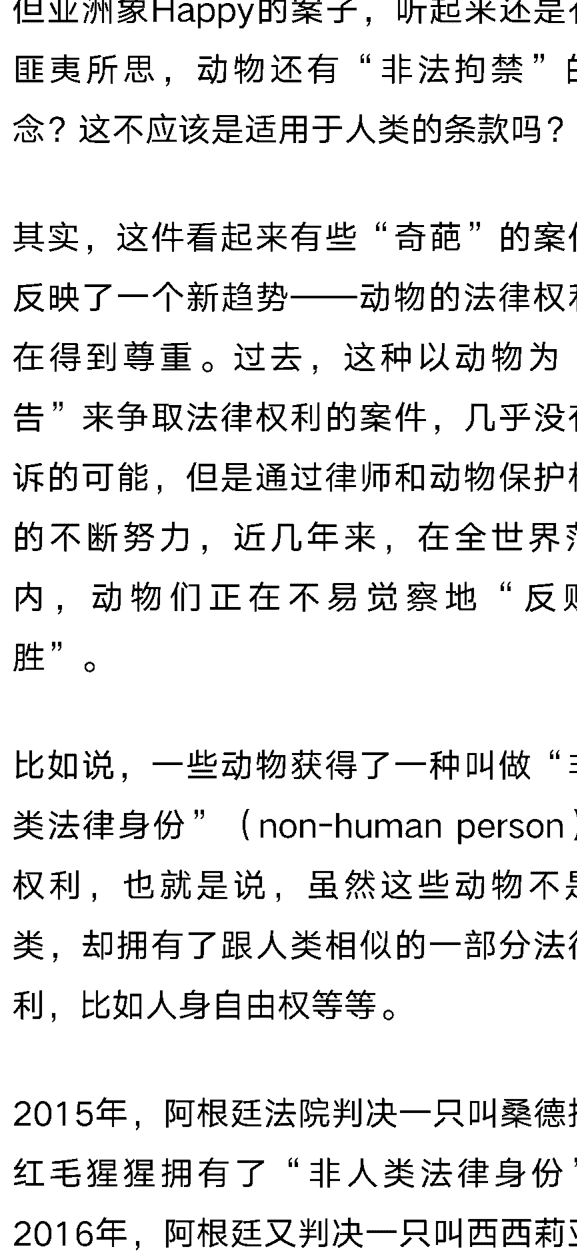 但亚洲象Happy的案子，听起来还是
匪夷所思，动物还有“非法拘禁”的
念？这不应该是适用于人类的条款吗？
其实，这件看起来有些“奇葩”的案件
反映了一个新趋势——动物的法律权利
在得到尊重。过去，这种以动物为
告”来争取法律权利的案件，几乎没有
诉的可能，但是通过律师和动物保护机
的不断努力，近几年来，在全世界范
内，动物们正在不易觉察地“反败
胜”。
比如说，一些动物获得了一种叫做“非
类法律身份”（non-human person）
权利，也就是说，虽然这些动物不是
类，却拥有了跟人类相似的一部分法律
利，比如人身自由权等等。
2015年，阿根廷法院判决一只叫桑德拉
红毛猩猩拥有了“非人类法律身份”
2016年，阿根廷又判决一只叫西西莉亚